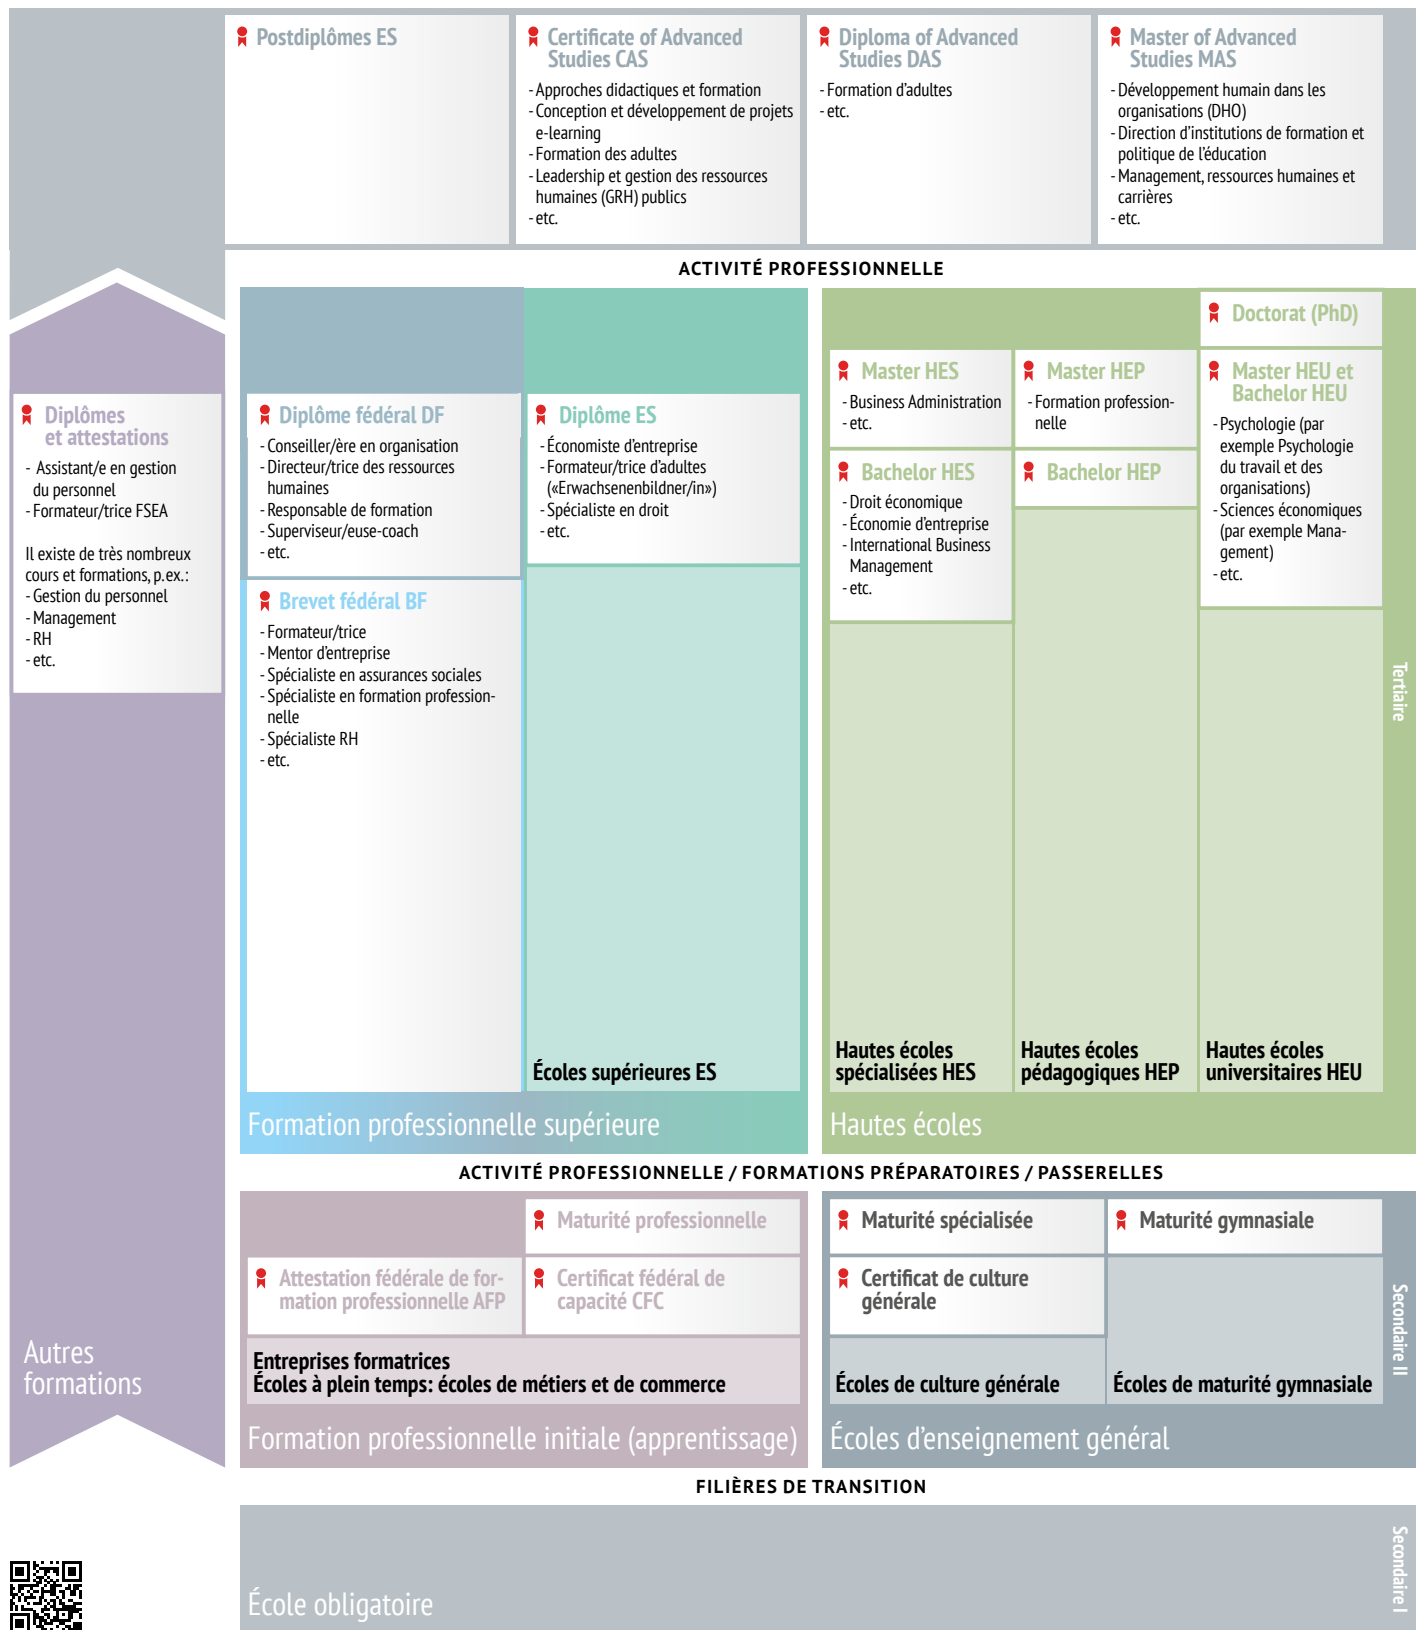 Postdiplômes ES
Certificate of Advanced
Studies CAS
- Approches didactiques et formation
- Conception et développement de projets
e-learning
- Formation des adultes
- Leadership et gestion des ressources
humaines (GRH) publics
- etc.
Diploma of Advanced
Studies DAS
- Formation d'adultes
- etc.
Master of Advanced
Studies MAS
- Développement humain dans les
organisations (DHO)
- Direction d'institutions de formation et
politique de l'éducation
- Management, ressources humaines et
carrières
- etc.
ACTIVITÉ PROFESSIONNELLE
Diplômes
et attestations
- Assistant/e en gestion
du personnel
- Formateur/trice FSEA
Il existe de très nombreux
cours et formations, p.ex.:
- Gestion du personnel
- Management
- RH
- etc.
Autres
formations
Diplôme fédéral DF
- Conseiller/ère en organisation
- Directeur/trice des ressources
humaines
- Responsable de formation
- Superviseur/euse-coach
- etc.
Brevet fédéral BF
- Formateur/trice
- Mentor d'entreprise
- Spécialiste en assurances sociales
- Spécialiste en formation profession-
nelle
- Spécialiste RH
- etc.
Diplôme ES
- Économiste d'entreprise
- Formateur/trice d'adultes
(«Erwachsenenbildner/in»)
- Spécialiste en droit
- etc.
Écoles supérieures ES
Formation professionnelle supérieure
Master HES
- Business Administration
- etc.
Bachelor HES
- Droit économique
- Économie d'entreprise
- International Business
Management
- etc.
Hautes écoles
spécialisées HES
Master HEP
- Formation profession-
nelle
Bachelor HEP
Hautes écoles
pédagogiques HEP
Doctorat (PhD)
Master HEU et
Bachelor HEU
- Psychologie (par
exemple Psychologie
du travail et des
organisations)
- Sciences économiques
(par exemple Mana-
gement)
- etc.
Hautes écoles
universitaires HEU
Hautes écoles
Tertiaire
ACTIVITÉ PROFESSIONNELLE / FORMATIONS PRÉPARATOIRES / PASSERELLES
Maturité professionnelle
Attestation fédérale de for-
mation professionnelle AFP
Certificat fédéral de
capacité CFC
Entreprises formatrices
Écoles à plein temps: écoles de métiers et de commerce
Formation professionnelle initiale (apprentissage)
Maturité spécialisée
Certificat de culture
générale
Écoles de culture générale
Maturité gymnasiale
Écoles de maturité gymnasiale
Écoles d'enseignement général
Secondaire II
FILIÈRES DE TRANSITION
École obligatoire
Secondaire I